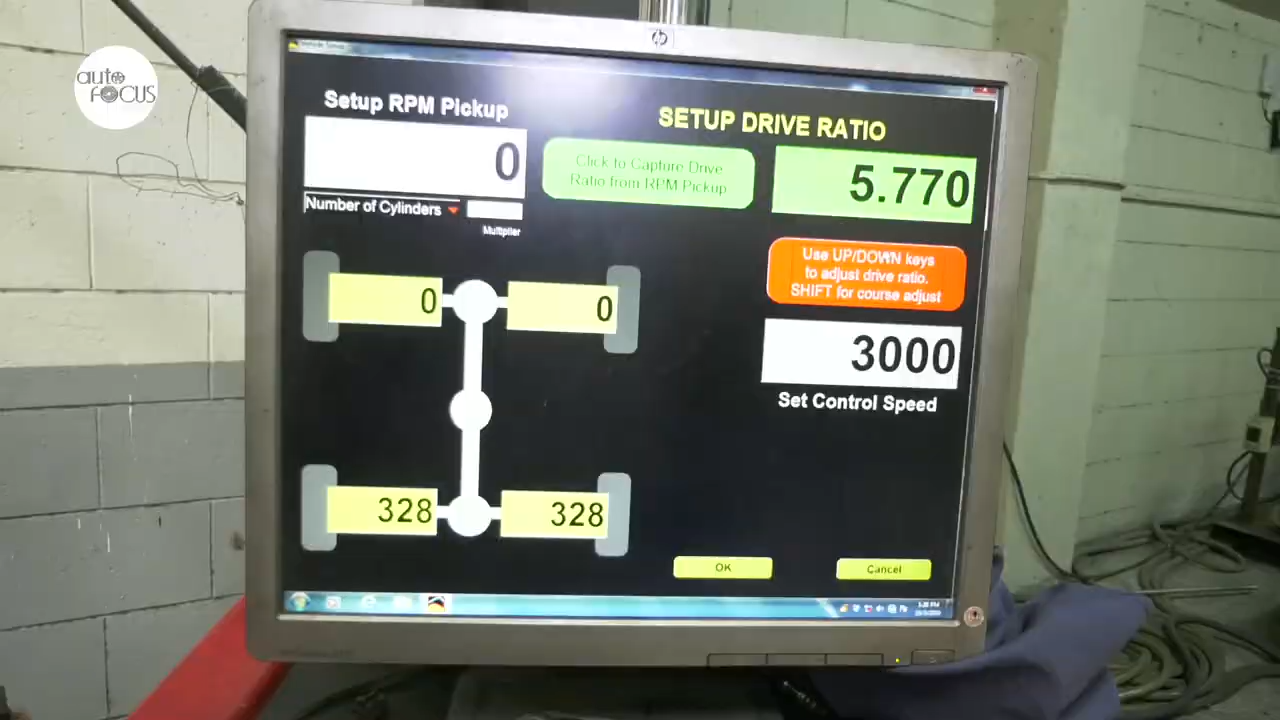 auto
FOCUS
hp
Setup RPM Pickup
SETUP DRIVE RATIO
0
Click to Capture Drive
Ratio from RPM Pickup
5.770
Number of Cylinders
Multiplier
Use UP/DOWN keys
to adjust drive ratio.
SHIFT for course adjust
0
0
3000
Set Control Speed
328
328
OK
Cancel